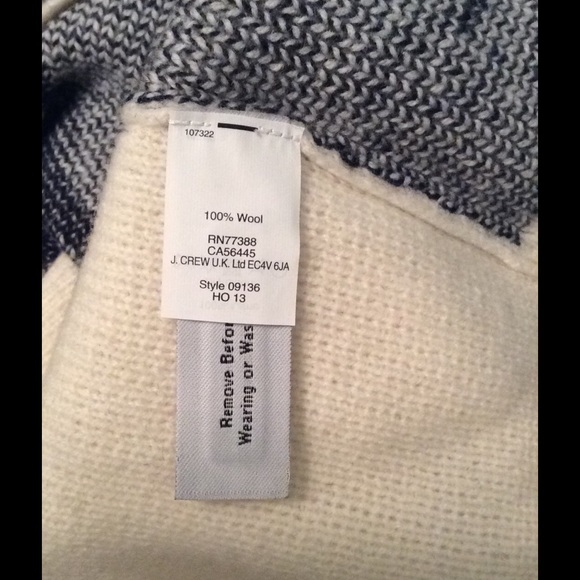 107322
100% Wool
RN77388
CA56445
J. CREW U.K. Ltd EC4V 6JA
Style 09136
HO 13
Remove Befor
Wearing or Was